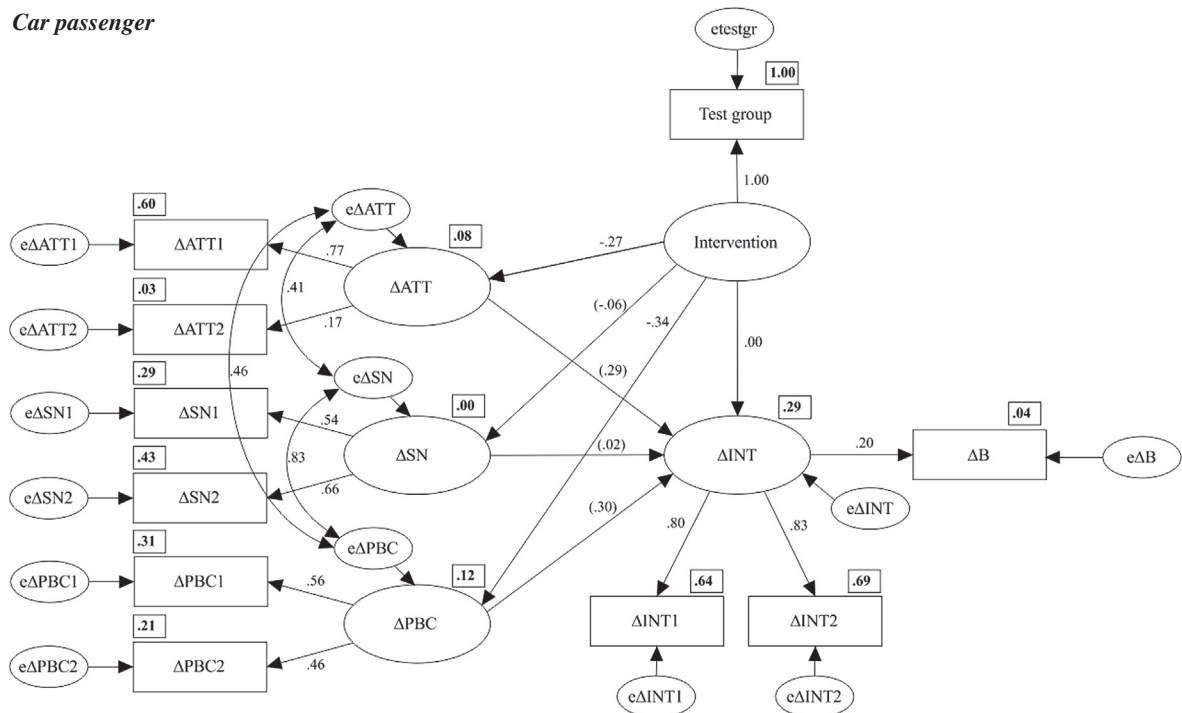 Car passenger
etestgr
1.00
Test group
1.00
Intervention
.60
eΔATT1
ΔATT1
.77
eΔATT
.08
ΔATT
-.27
.03
eΔATT2
ΔATT2
.17
.41
(-.06)
-.34
.00
.29
eΔSN1
ΔSN1
.46
.54
eΔSN
.00
ΔSN
(.29)
(.02)
.29
ΔINT
.20
.04
ΔB
eΔB
.43
eΔSN2
ΔSN2
.66
.83
(.30)
eΔINT
.80
.83
.31
eΔPBC1
ΔPBC1
.56
eΔPBC
.12
ΔPBC
.64
ΔINT1
.69
ΔINT2
.21
eΔPBC2
ΔPBC2
.46
eΔINT1
eΔINT2